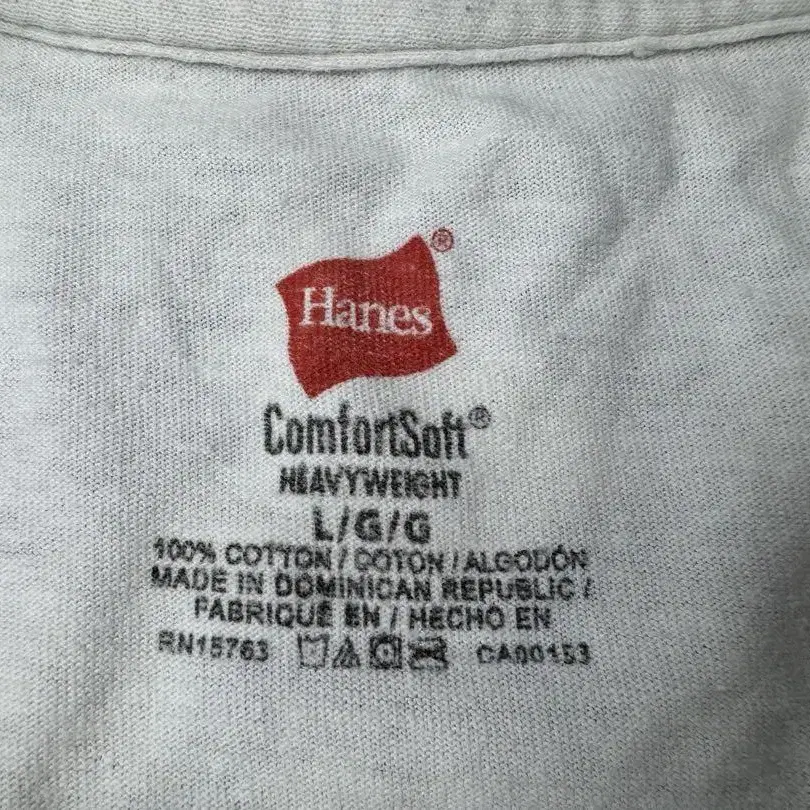 Hanes®
ComfortSoft®
HEAVYWEIGHT
L/G/G
100% COTTON / COTON / ALGODÓN
MADE IN DOMINICAN REPUBLIC /
FABRIQUÉ EN / HECHO EN
RN15763 CA00153